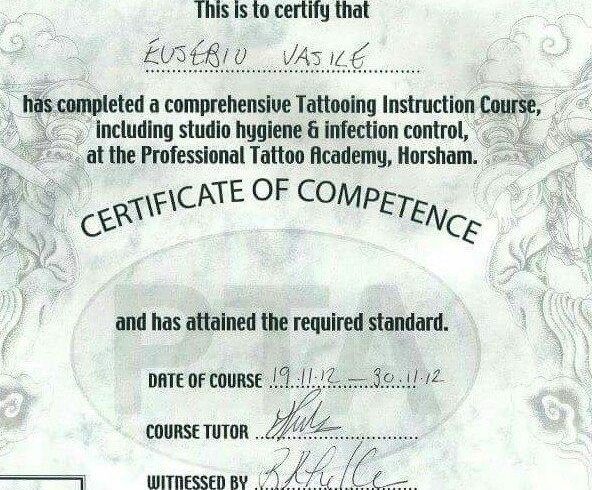 This is to certify that
EUSEBIU VASILE
has completed a comprehensive Tattooing Instruction Course,
including studio hygiene & infection control,
at the Professional Tattoo Academy, Horsham.
CERTIFICATE OF COMPETENCE
PTA
and has attained the required standard.
DATE OF COURSE 19.11.12 – 30.11.12
COURSE TUTOR
WITNESSED BY